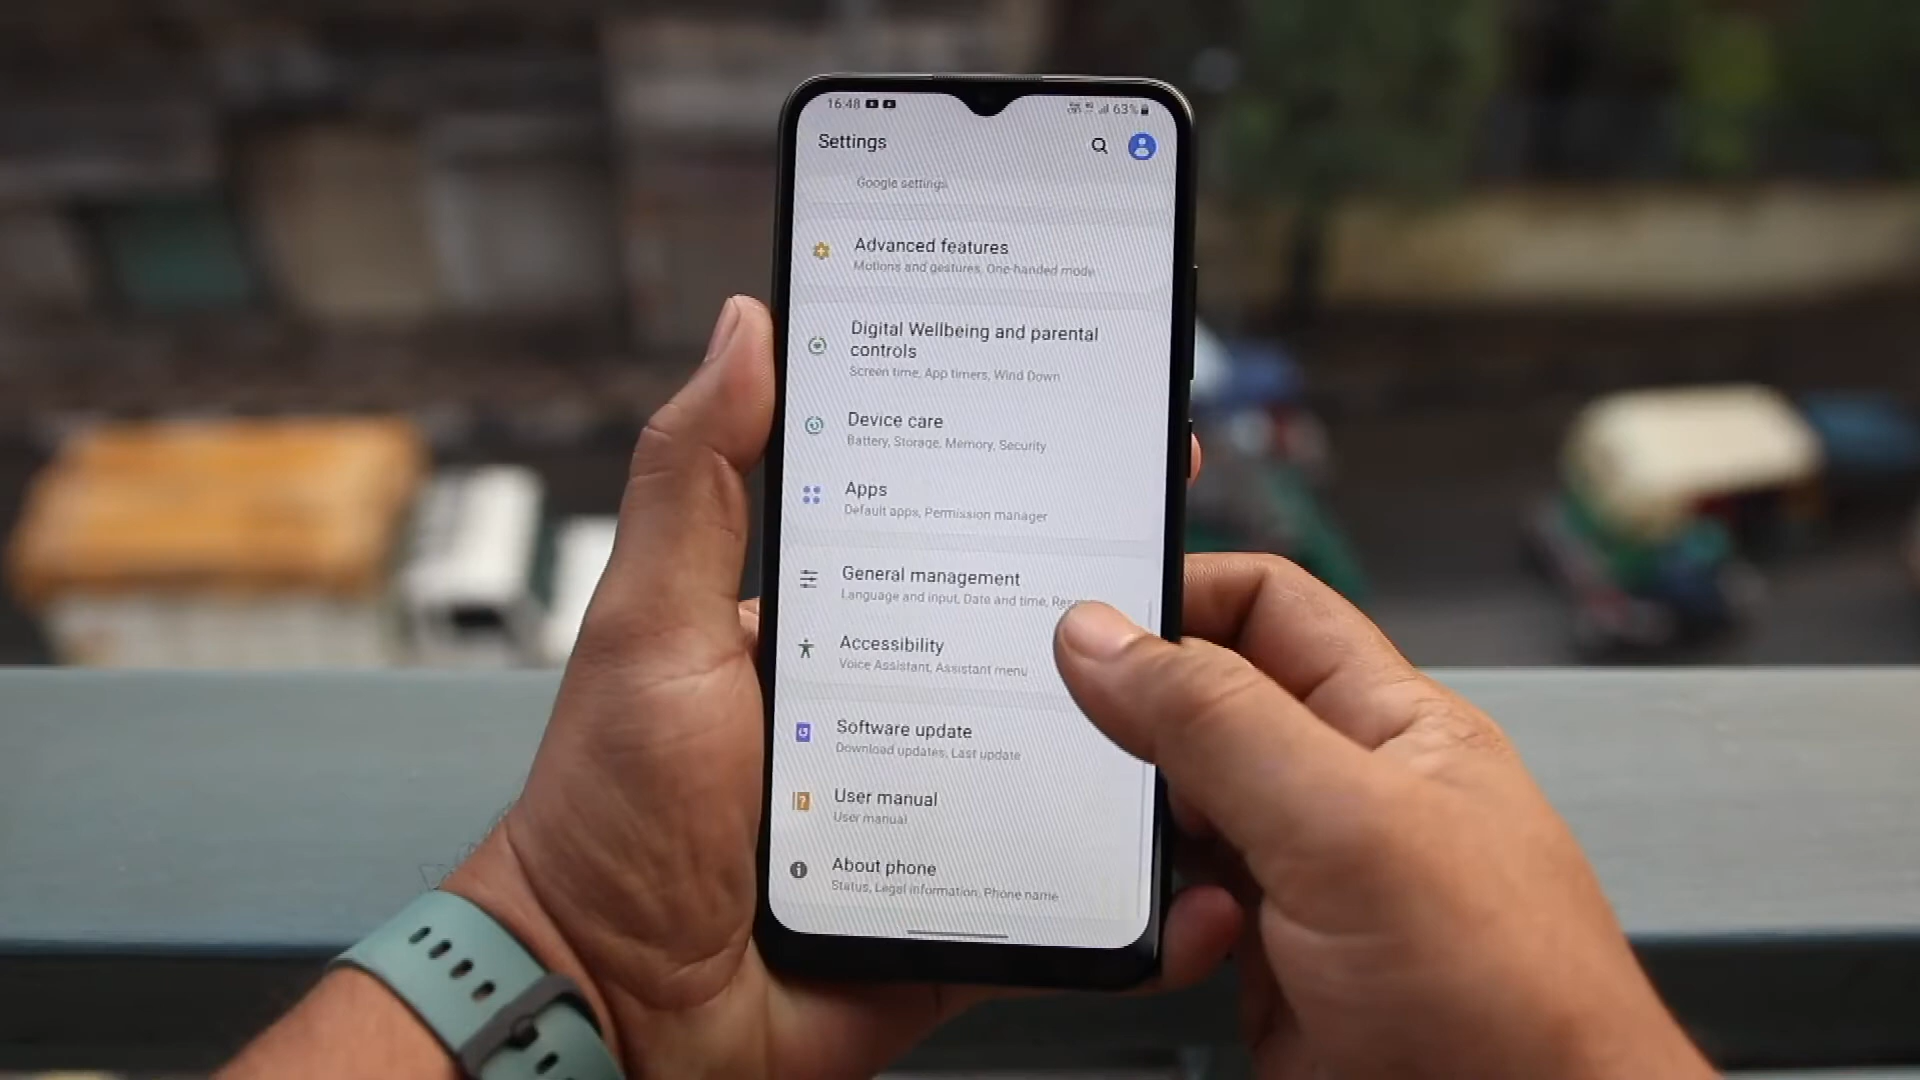 16:48
63%
Settings
Google settings
Advanced features
Motions and gestures, One-handed mode
Digital Wellbeing and parental
controls
Screen time, App timers, Wind Down
Device care
Battery, Storage, Memory, Security
Apps
Default apps, Permission manager
General management
Language and input, Date and time,
Accessibility
Voice Assistant, Assistant menu
Software update
Download updates, Last update
User manual
User manual
About phone
Status, Legal information, Phone name